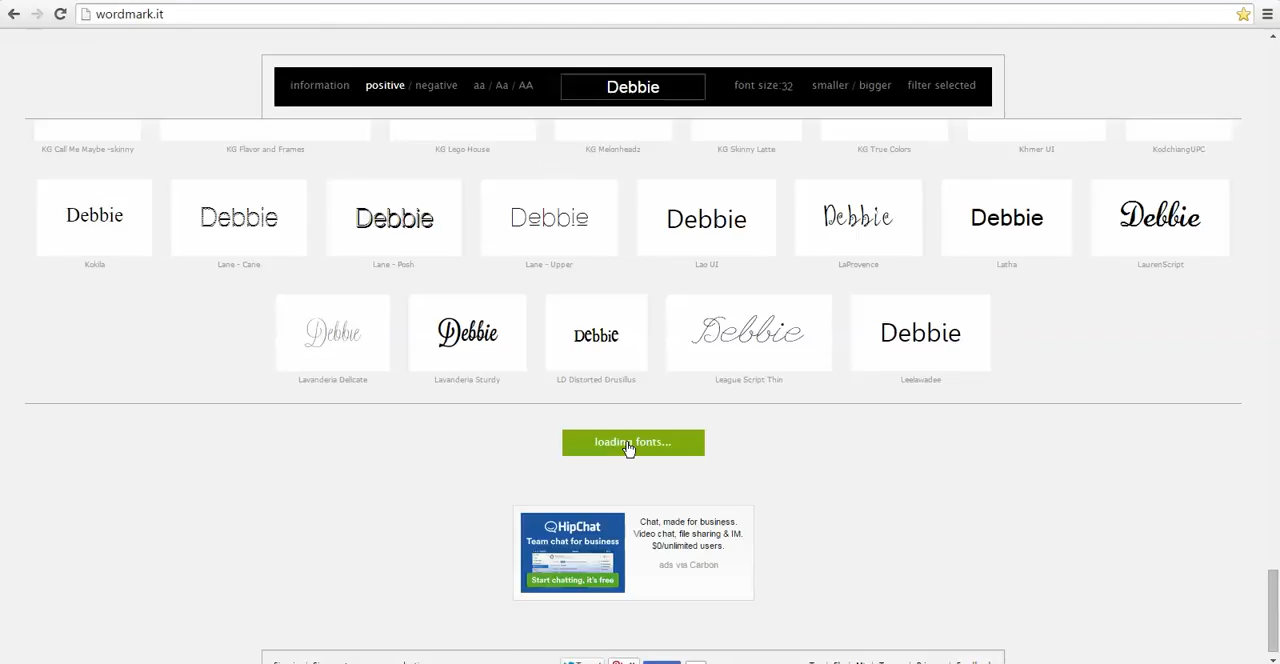 wordmark.it
information positive / negative aa / Aa / AA Debbie font size:32 smaller / bigger filter selected
KG Call Me Maybe -skinny KG Flavor and Frames KG Lego House KG Melonheadz KG Skinny Latte KG True Colors Khmer UI KodchiangUPC
Debbie Debbie Debbie Debbie Debbie Debbie Debbie Debbie
Kokila Lane - Cane Lane - Posh Lane - Upper Lao UI LaProvence Latha LaurenScript
Debbie Debbie Debbie Debbie Debbie
Lavanderia Delicate Lavanderia Sturdy LD Distorted Drusillus League Script Thin Leelawadee
loading fonts...
HipChat
Team chat for business
Start chatting, it's free
Chat, made for business.
Video chat, file sharing & IM.
$0/unlimited users.
ads via Carbon